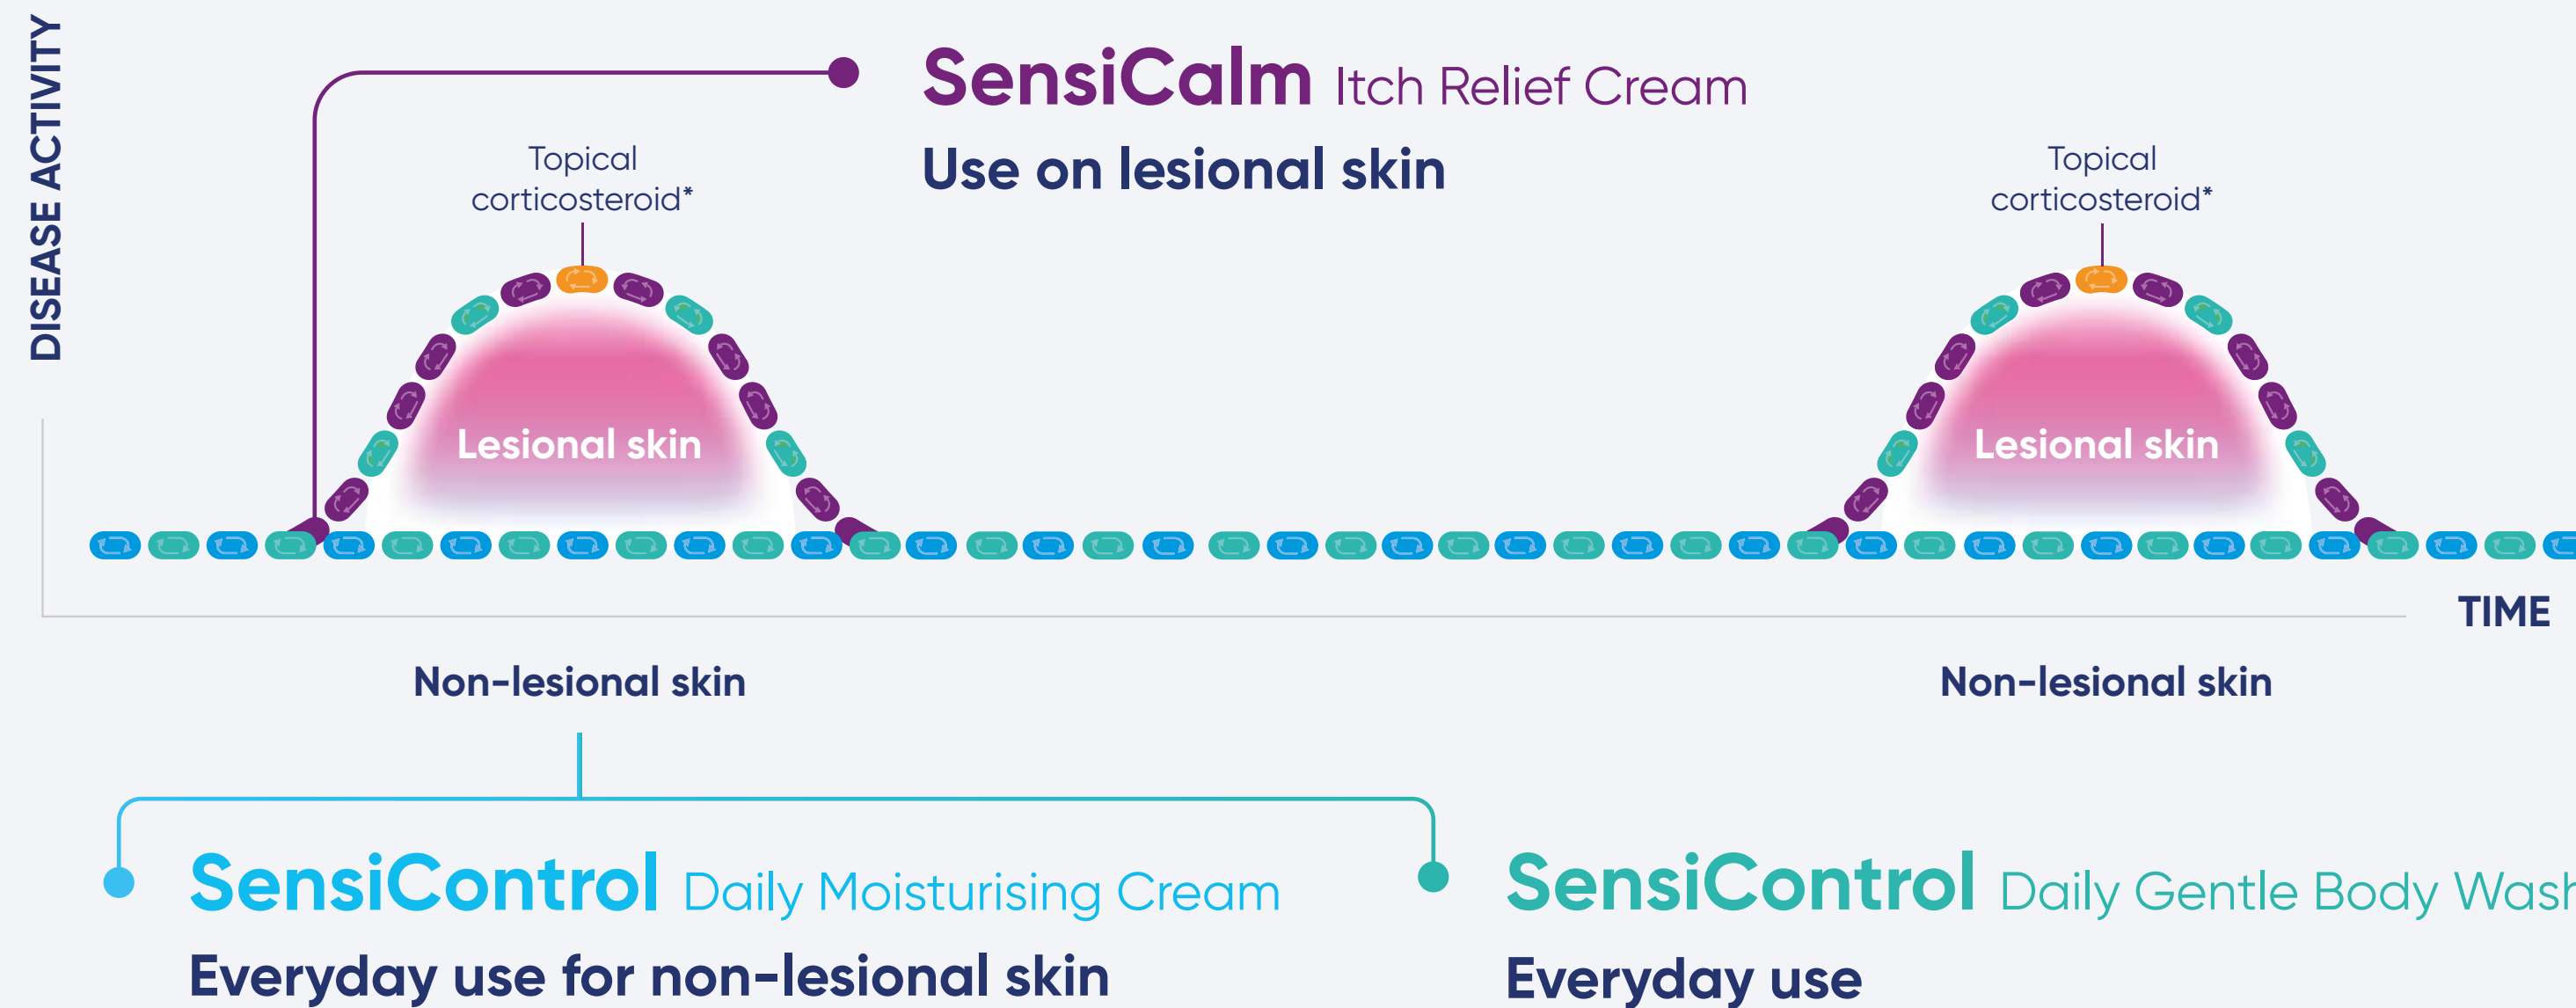 DISEASE ACTIVITY
SensiCalm Itch Relief Cream
Use on lesional skin
Topical
corticosteroid*
Topical
corticosteroid*
Lesional skin
Lesional skin
TIME
Non-lesional skin
Non-lesional skin
SensiControl Daily Moisturising Cream
Everyday use for non-lesional skin
SensiControl Daily Gentle Body Wash
Everyday use